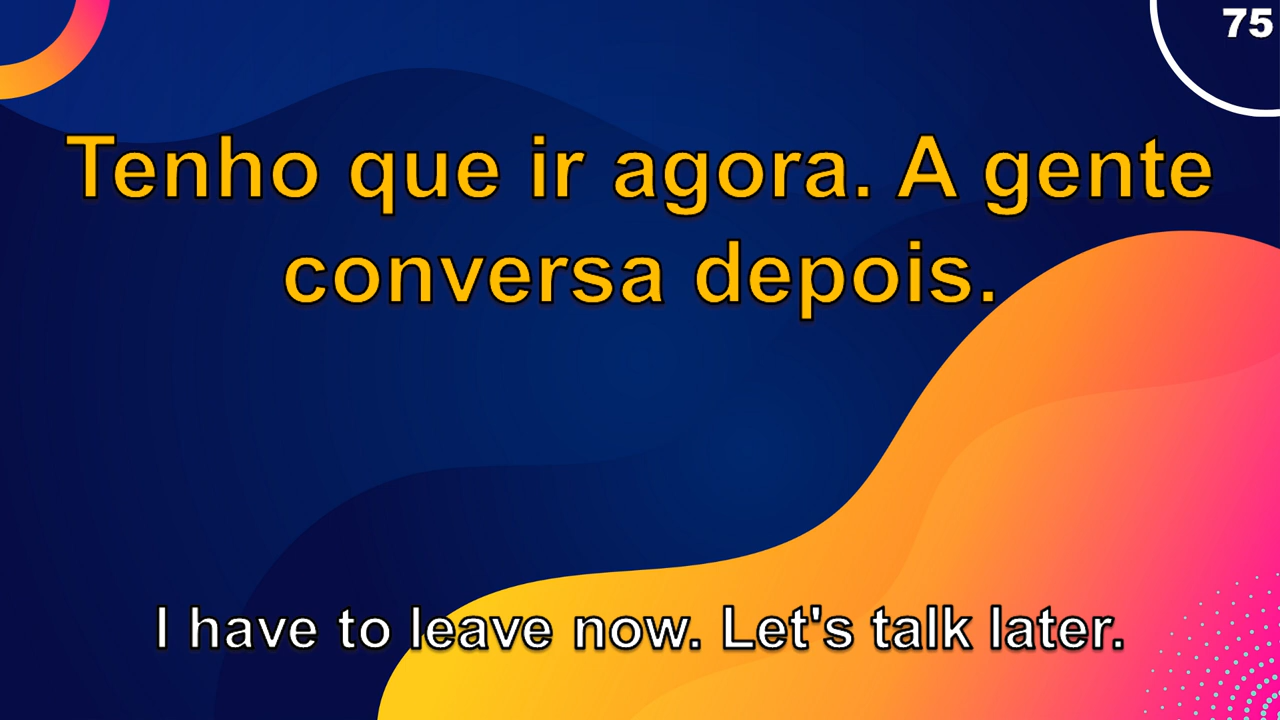 75
Tenho que ir agora. A gente
conversa depois.
I have to leave now. Let's talk later.